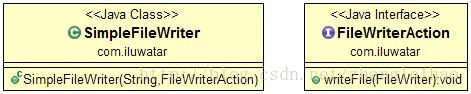 <<Java Class>>
C SimpleFileWriter
com.iluwatar
C SimpleFileWriter(String,FileWriterAction)
<<Java Interface>>
I FileWriterAction
com.iluwatar
writeFile(FileWriter):void